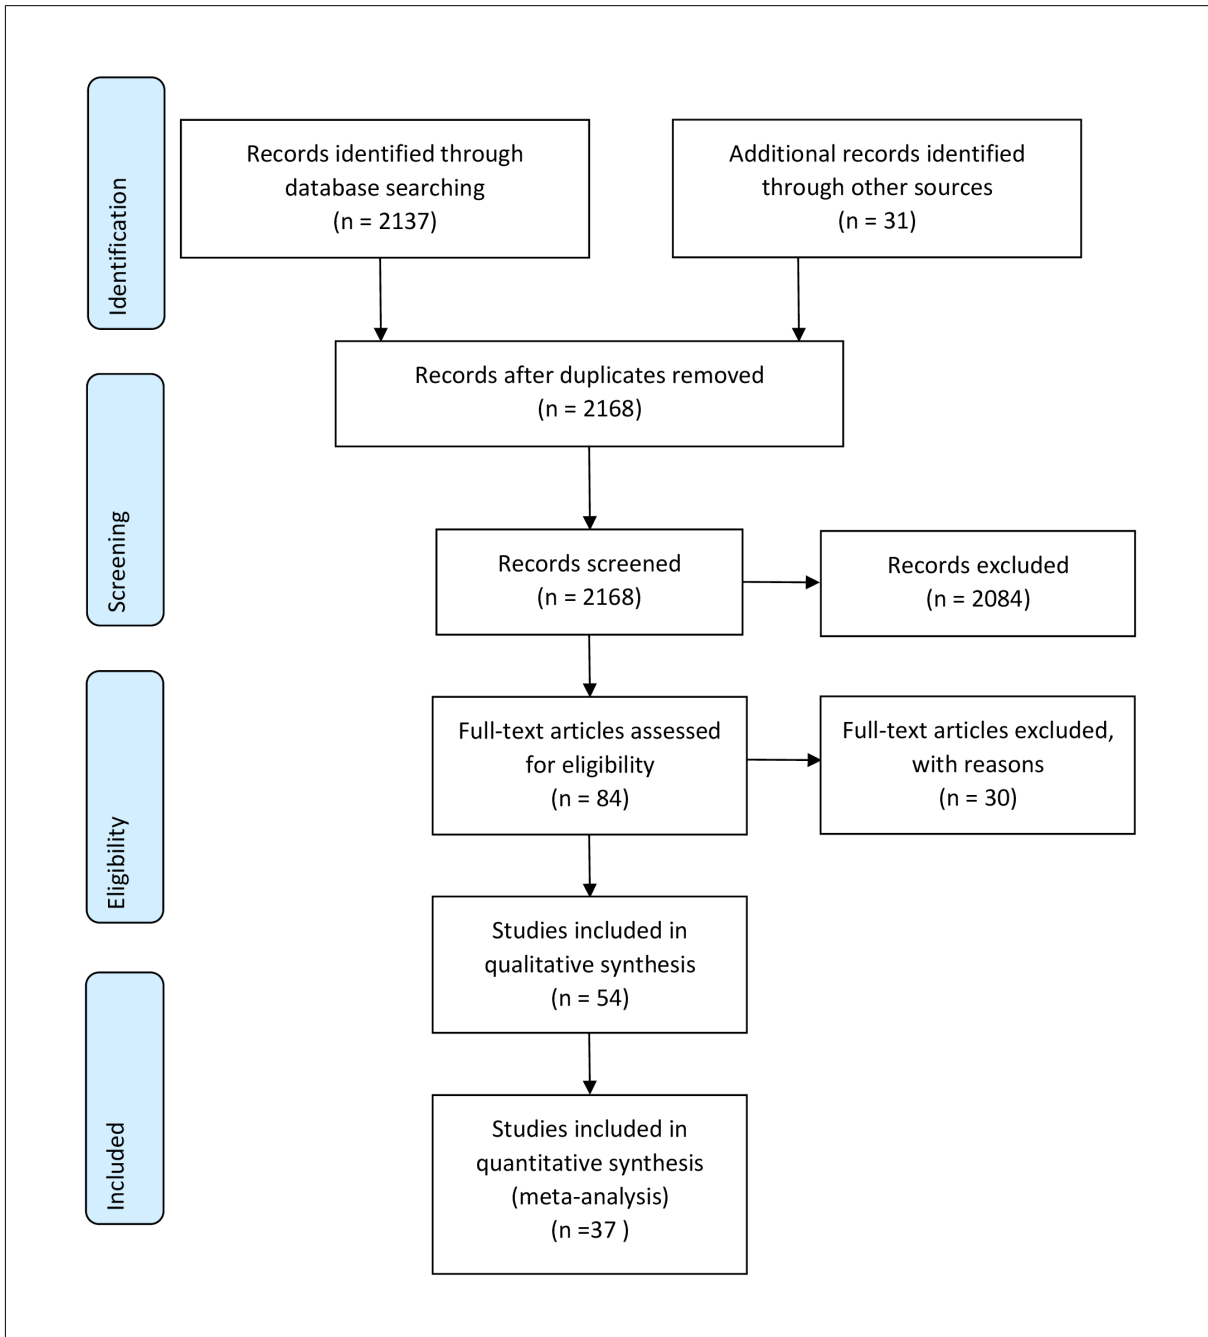 Identification
Records identified through
database searching
(n = 2137)
Additional records identified
through other sources
(n = 31)
Records after duplicates removed
(n = 2168)
Screening
Records screened
(n = 2168)
Records excluded
(n = 2084)
Eligibility
Full-text articles assessed
for eligibility
(n = 84)
Full-text articles excluded,
with reasons
(n = 30)
Studies included in
qualitative synthesis
(n = 54)
Included
Studies included in
quantitative synthesis
(meta-analysis)
(n =37 )